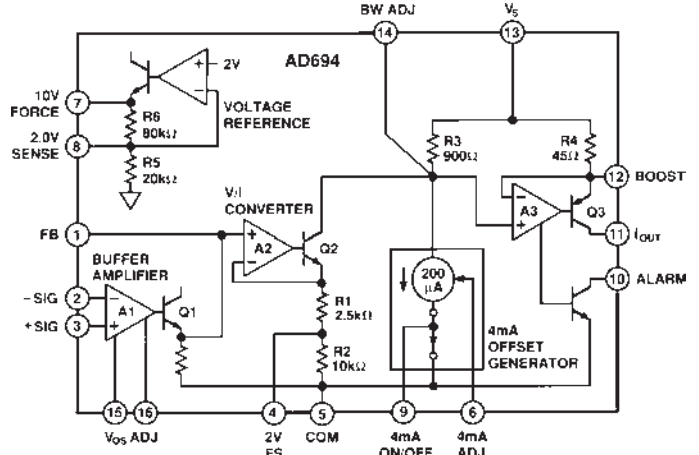 BW ADJ
V_S
14
13
AD694
2V
10V FORCE
7
R6
80kΩ
VOLTAGE
REFERENCE
2.0V
SENSE
8
R5
20kΩ
R3
900Ω
R4
45Ω
12
BOOST
V/I
CONVERTER
A3
Q3
FB
1
A2
Q2
11
I_OUT
BUFFER
AMPLIFIER
200
μA
10
ALARM
−SIG
2
A1
Q1
R1
2.5kΩ
+SIG
3
4mA
OFFSET
GENERATOR
R2
10kΩ
15
16
4
5
9
6
V_OS ADJ
2V
FS
COM
4mA
ON/OFF
4mA
ADJ